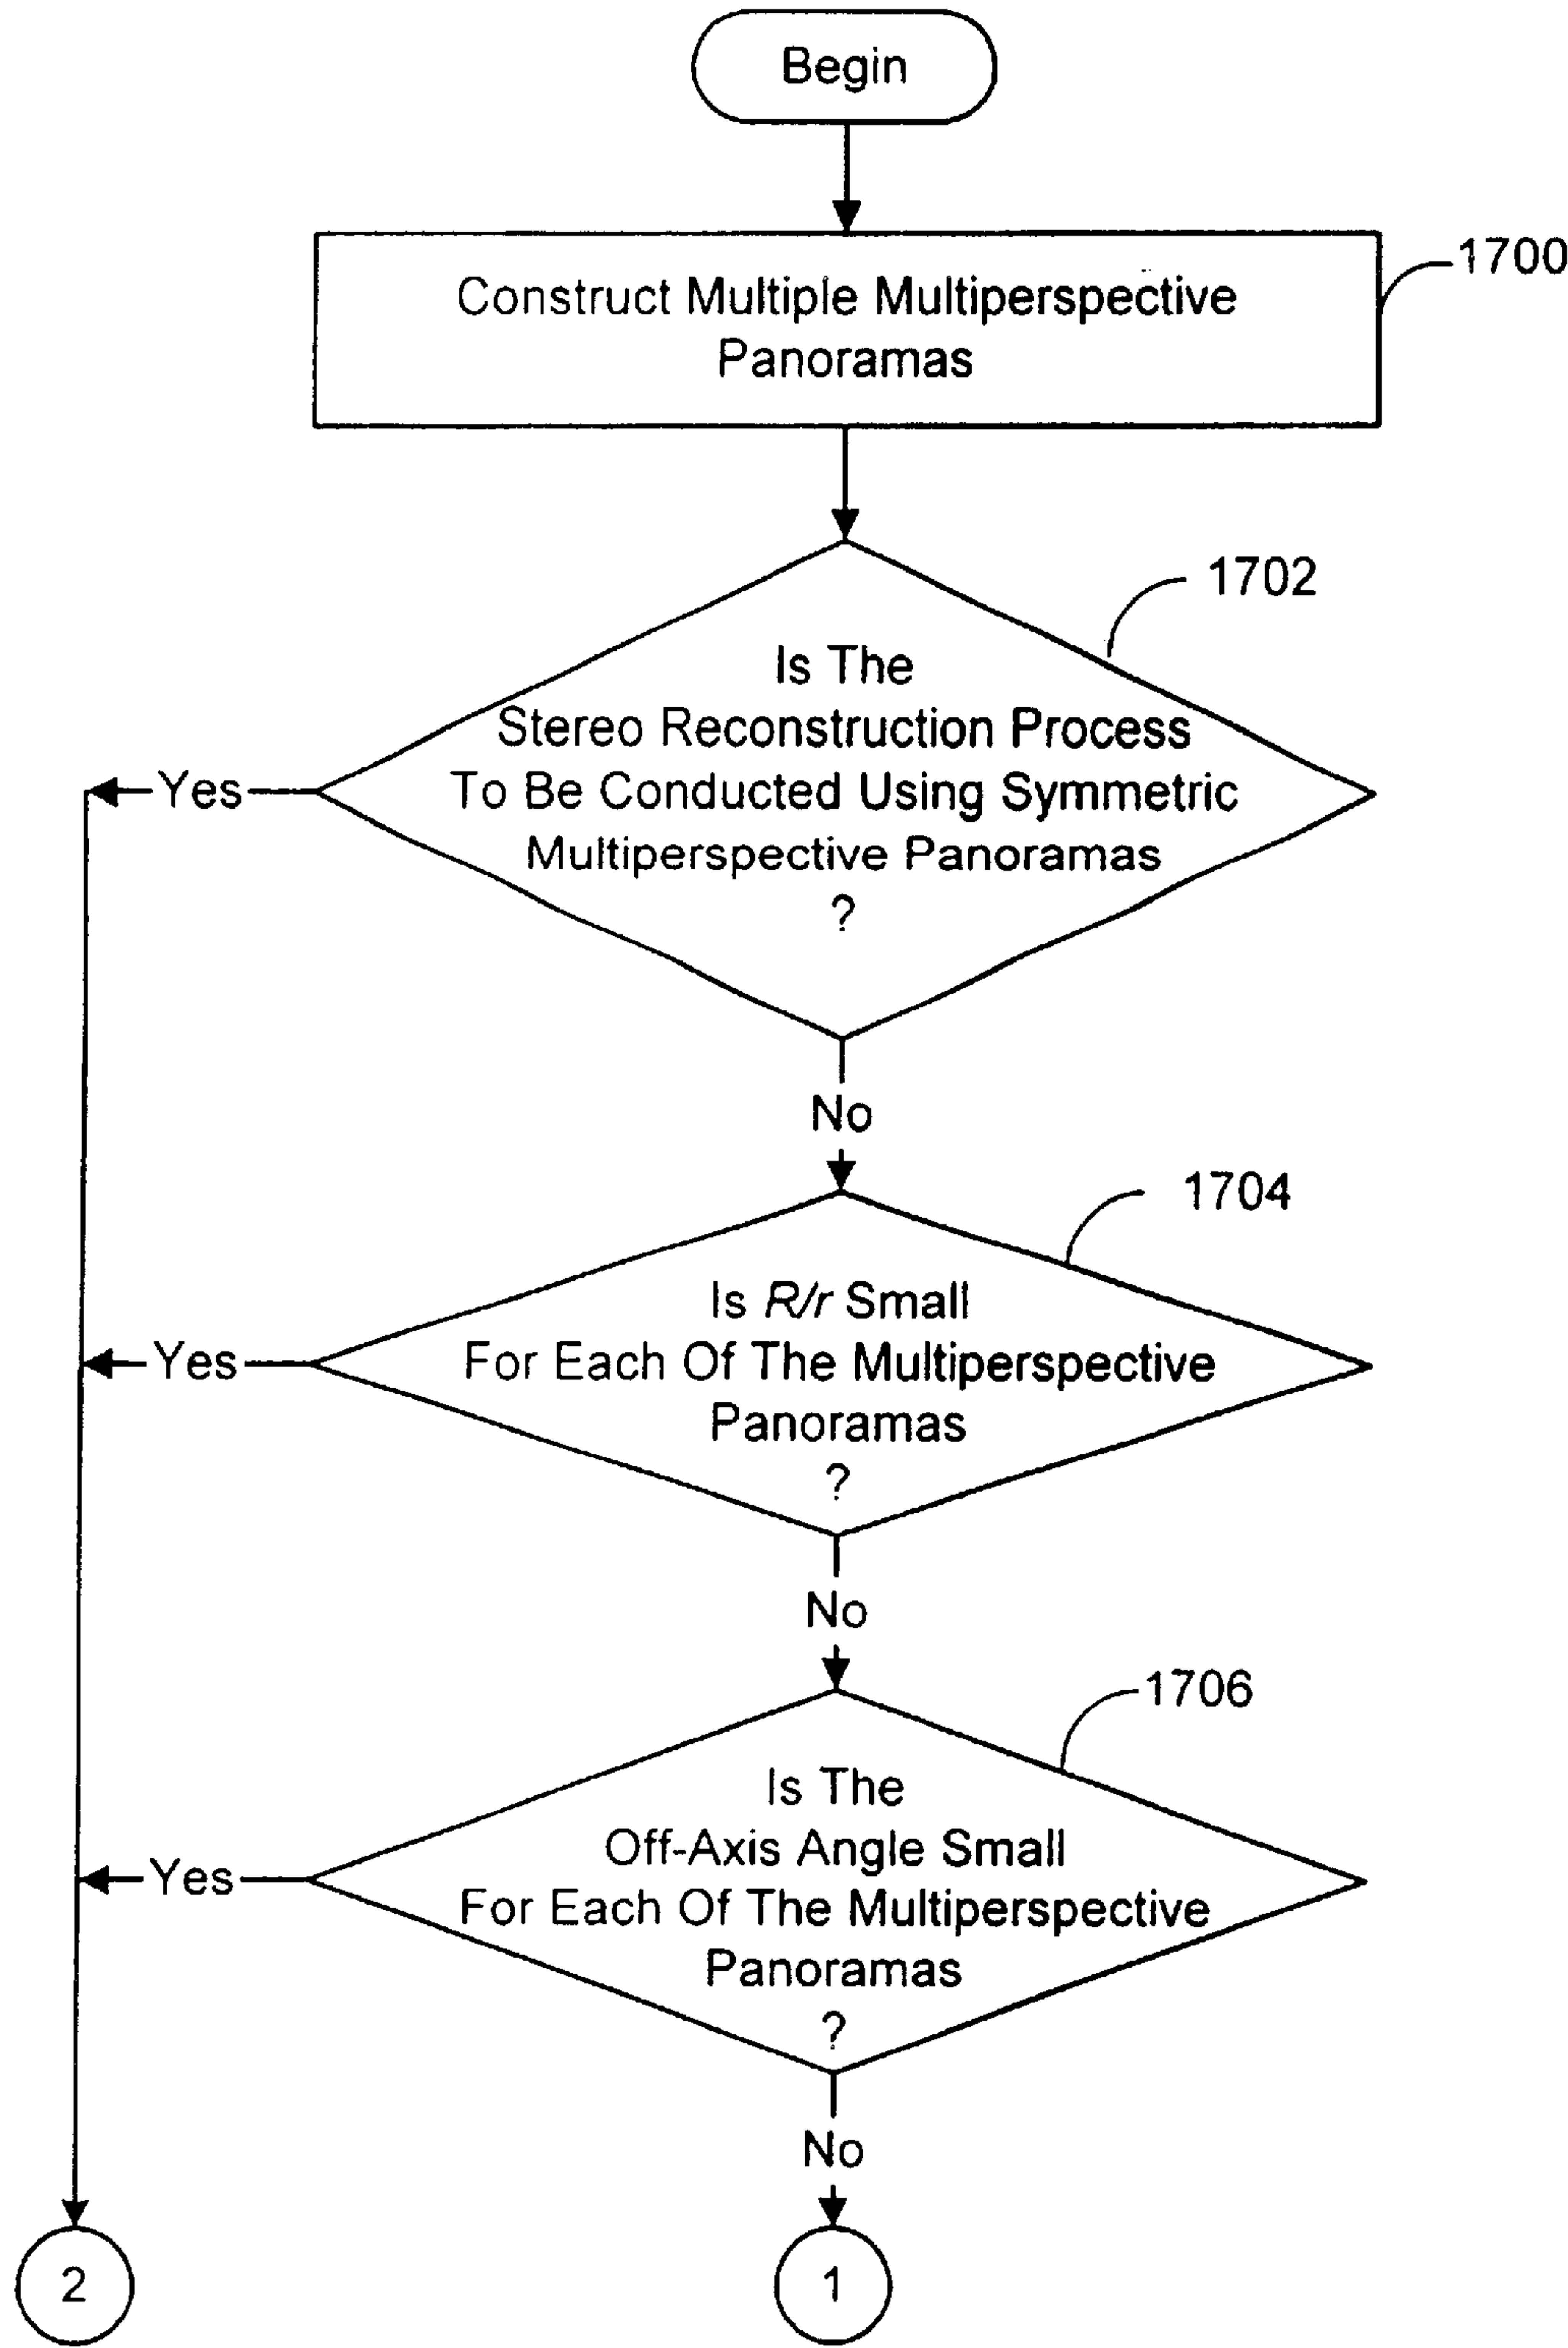 Begin
Construct Multiple Multiperspective
Panoramas
1700
1702
Is The
Stereo Reconstruction Process
To Be Conducted Using Symmetric
Multiperspective Panoramas
?
Yes
No
1704
Is R/r Small
For Each Of The Multiperspective
Panoramas
?
Yes
No
1706
Is The
Off-Axis Angle Small
For Each Of The Multiperspective
Panoramas
?
Yes
No
2
1